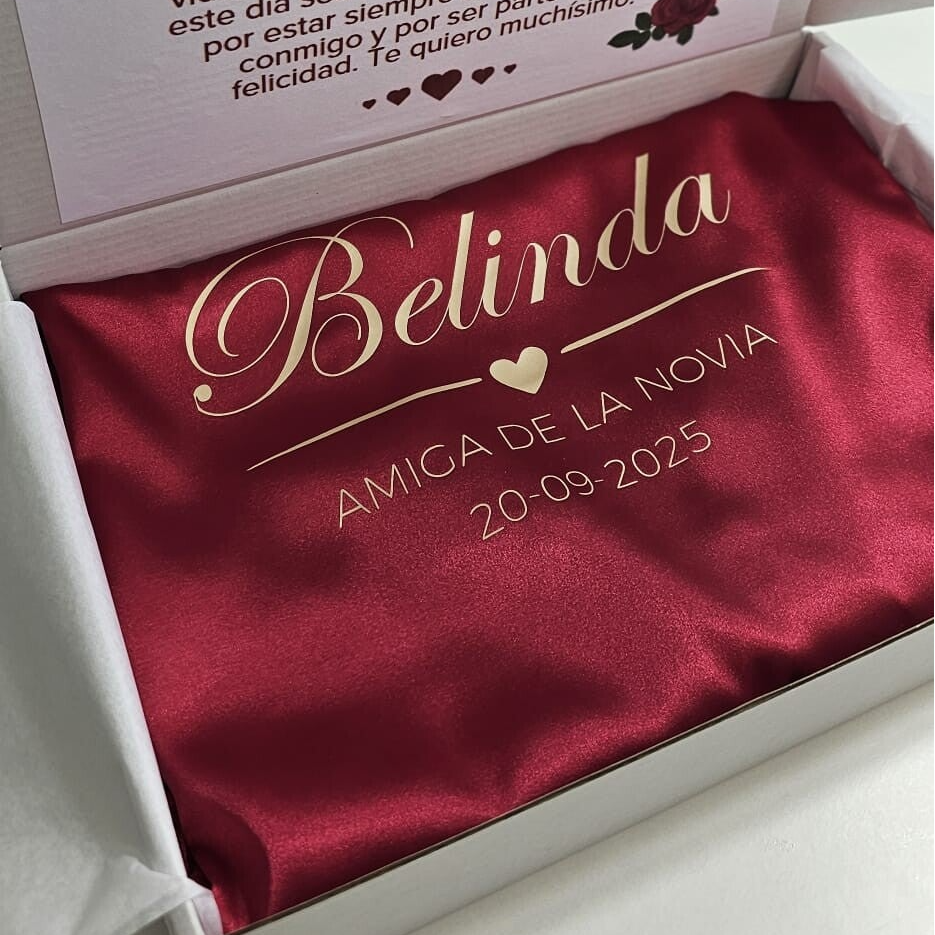 este día
por estar siempre
conmigo y por ser parte
felicidad. Te quiero muchísimo.
Belinda
AMIGA DE LA NOVIA
20-09-2025